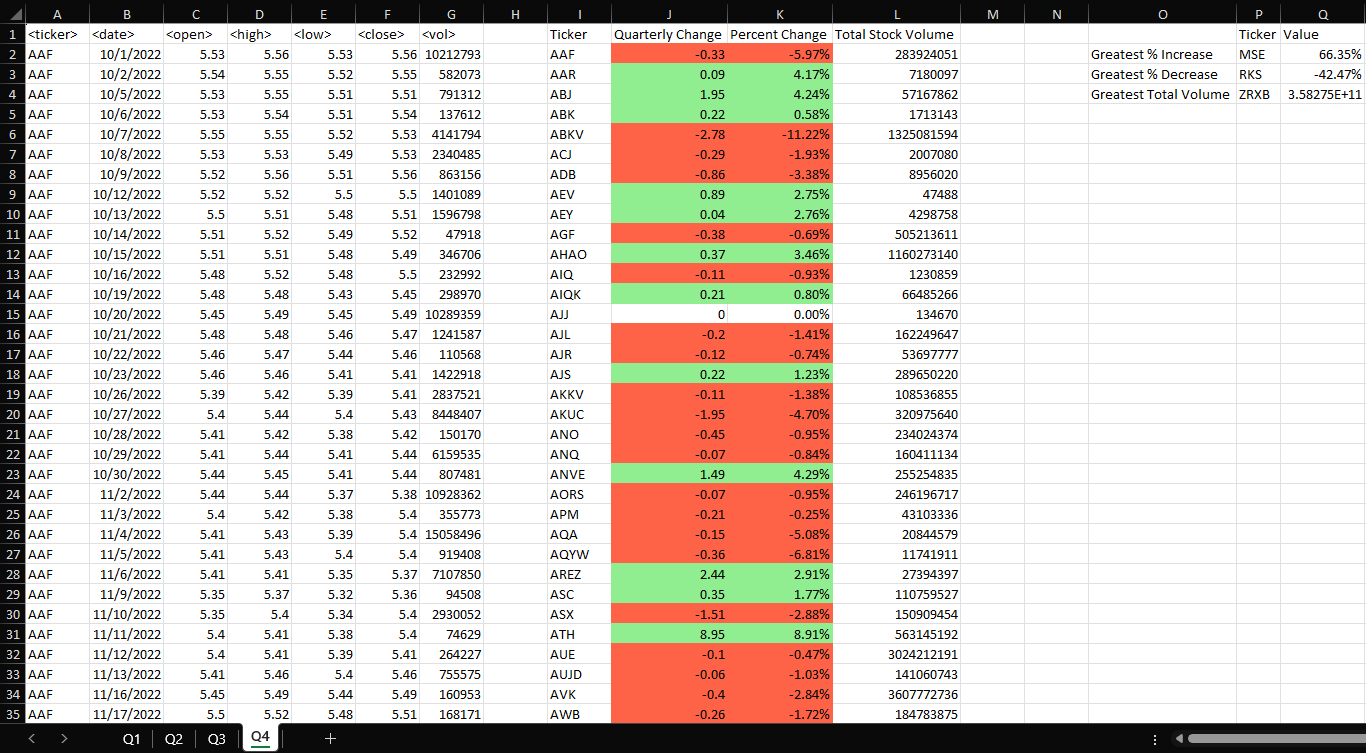 A B C D E F G H I J K L M N O P Q
1 <ticker> <date> <open> <high> <low> <close> <vol> Ticker Quarterly Change Percent Change Total Stock Volume Ticker Value
2 AAF 10/1/2022 5.53 5.56 5.53 5.56 10212793 AAF -0.33 -5.97% 283924051 Greatest % Increase MSE 66.35%
3 AAF 10/2/2022 5.54 5.55 5.52 5.55 582073 AAR 0.09 4.17% 7180097 Greatest % Decrease RKS -42.47%
4 AAF 10/5/2022 5.53 5.55 5.51 5.51 791312 ABJ 1.95 4.24% 57167862 Greatest Total Volume ZRXB 3.58275E+11
5 AAF 10/6/2022 5.53 5.54 5.51 5.54 137612 ABK 0.22 0.58% 1713143
6 AAF 10/7/2022 5.55 5.55 5.52 5.53 4141794 ABKV -2.78 -11.22% 1325081594
7 AAF 10/8/2022 5.53 5.53 5.49 5.53 2340485 ACJ -0.29 -1.93% 2007080
8 AAF 10/9/2022 5.52 5.56 5.51 5.56 863156 ADB -0.86 -3.38% 8956020
9 AAF 10/12/2022 5.52 5.52 5.5 5.5 1401089 AEV 0.89 2.75% 47488
10 AAF 10/13/2022 5.5 5.51 5.48 5.51 1596798 AEY 0.04 2.76% 4298758
11 AAF 10/14/2022 5.51 5.52 5.49 5.52 47918 AGF -0.38 -0.69% 505213611
12 AAF 10/15/2022 5.51 5.51 5.48 5.49 346706 AHAO 0.37 3.46% 1160273140
13 AAF 10/16/2022 5.48 5.52 5.48 5.5 232992 AIQ -0.11 -0.93% 1230859
14 AAF 10/19/2022 5.48 5.48 5.43 5.45 298970 AIQK 0.21 0.80% 66485266
15 AAF 10/20/2022 5.45 5.49 5.45 5.49 10289359 AJJ 0 0.00% 134670
16 AAF 10/21/2022 5.48 5.48 5.46 5.47 1241587 AJL -0.2 -1.41% 162249647
17 AAF 10/22/2022 5.46 5.47 5.44 5.46 110568 AJR -0.12 -0.74% 53697777
18 AAF 10/23/2022 5.46 5.46 5.41 5.41 1422918 AJS 0.22 1.23% 289650220
19 AAF 10/26/2022 5.39 5.42 5.39 5.41 2837521 AKKV -0.11 -1.38% 108536855
20 AAF 10/27/2022 5.4 5.44 5.4 5.43 8448407 AKUC -1.95 -4.70% 320975640
21 AAF 10/28/2022 5.41 5.42 5.38 5.42 150170 ANO -0.45 -0.95% 234024374
22 AAF 10/29/2022 5.41 5.44 5.41 5.44 6159535 ANQ -0.07 -0.84% 160411134
23 AAF 10/30/2022 5.44 5.45 5.41 5.44 807481 ANVE 1.49 4.29% 255254835
24 AAF 11/2/2022 5.44 5.44 5.37 5.38 10928362 AORS -0.07 -0.95% 246196717
25 AAF 11/3/2022 5.4 5.42 5.38 5.4 355773 APM -0.21 -0.25% 43103336
26 AAF 11/4/2022 5.41 5.43 5.39 5.4 15058496 AQA -0.15 -5.08% 20844579
27 AAF 11/5/2022 5.41 5.43 5.4 5.4 919408 AQYW -0.36 -6.81% 11741911
28 AAF 11/6/2022 5.41 5.41 5.35 5.37 7107850 AREZ 2.44 2.91% 27394397
29 AAF 11/9/2022 5.35 5.37 5.32 5.36 94508 ASC 0.35 1.77% 110759527
30 AAF 11/10/2022 5.35 5.4 5.34 5.4 2930052 ASX -1.51 -2.88% 150909454
31 AAF 11/11/2022 5.4 5.41 5.38 5.4 74629 ATH 8.95 8.91% 563145192
32 AAF 11/12/2022 5.4 5.41 5.39 5.41 264227 AUE -0.1 -0.47% 3024212191
33 AAF 11/13/2022 5.41 5.46 5.4 5.46 755575 AUJD -0.06 -1.03% 141060743
34 AAF 11/16/2022 5.45 5.49 5.44 5.49 160953 AVK -0.4 -2.84% 3607772736
35 AAF 11/17/2022 5.5 5.52 5.48 5.51 168171 AWB -0.26 -1.72% 184783875
Q1 Q2 Q3 Q4